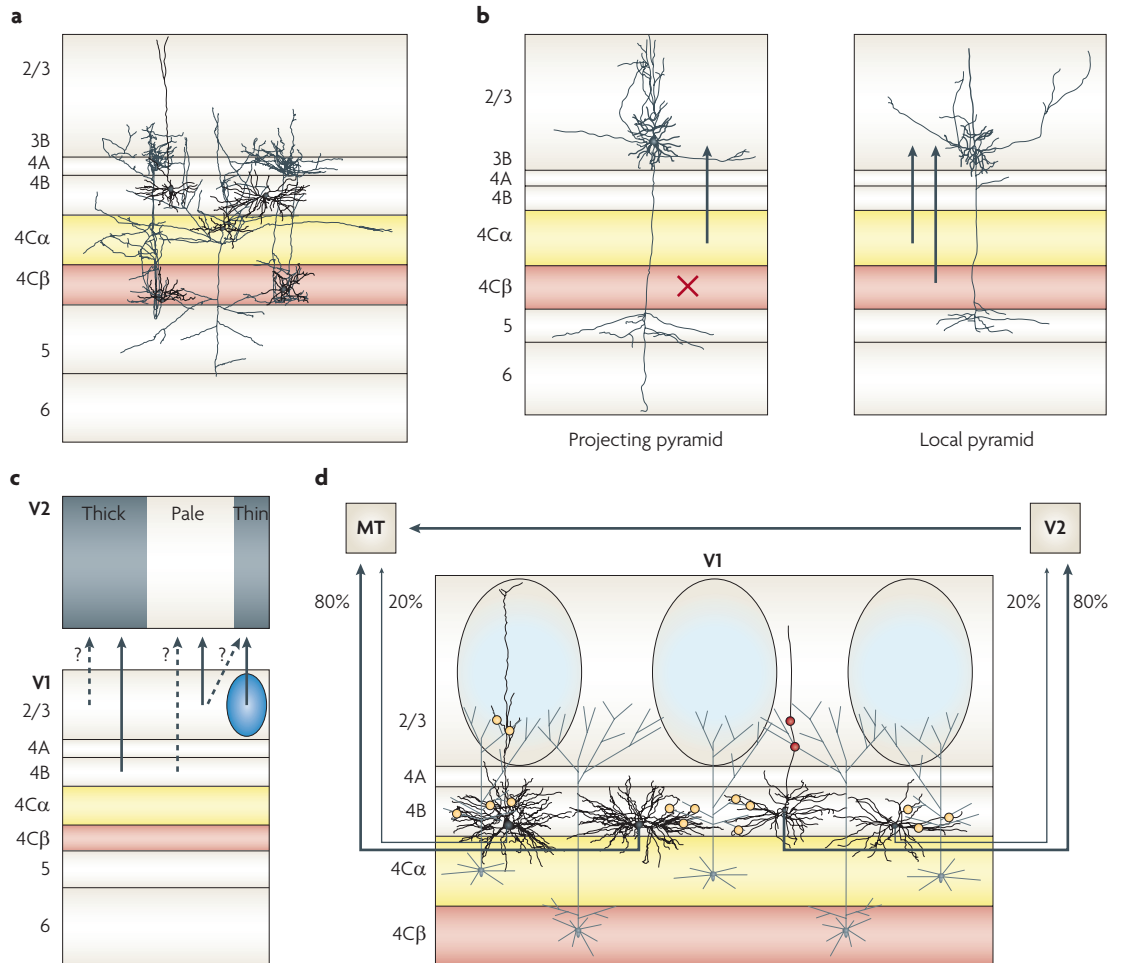 a
2/3
3B
4A
4B
4Cα
4Cβ
5
6
b
2/3
3B
4A
4B
4Cα
4Cβ
5
6
Projecting pyramid
Local pyramid
c
V2
Thick Pale Thin
? ? ?
V1
2/3
4A
4B
4Cα
4Cβ
5
6
d
MT
V2
V1
80% 20%
20% 80%
2/3
4A
4B
4Cα
4Cβ